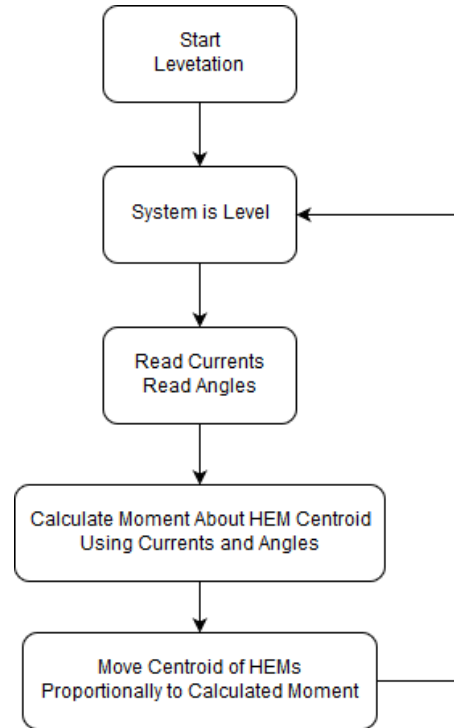 Start
Levetation
System is Level
Read Currents
Read Angles
Calculate Moment About HEM Centroid
Using Currents and Angles
Move Centroid of HEMs
Proportionally to Calculated Moment